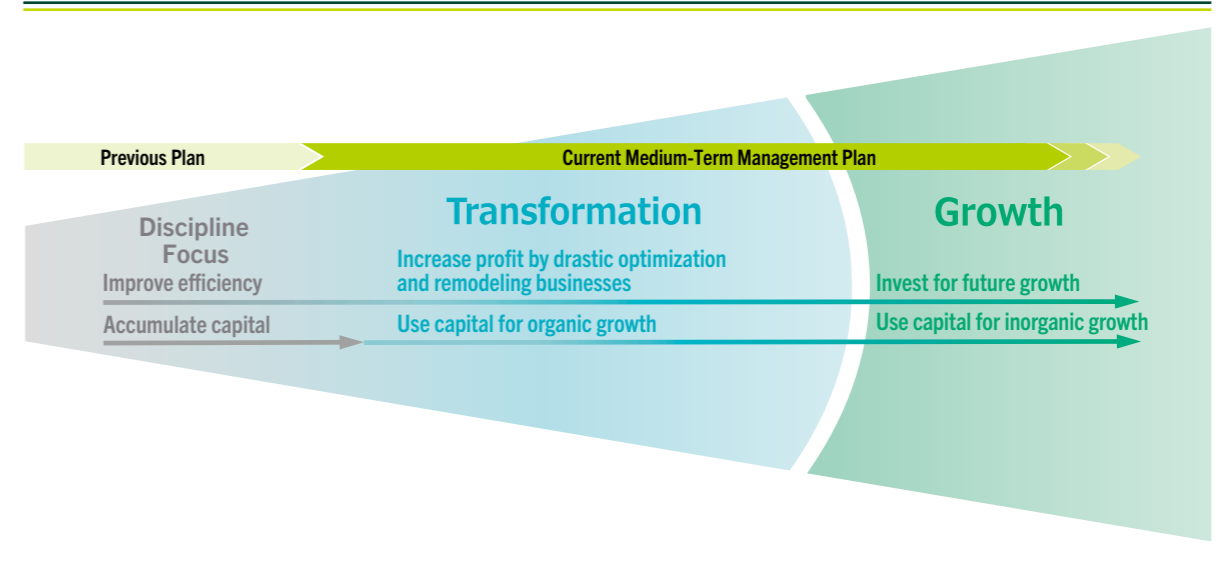 Previous Plan
Current Medium-Term Management Plan
Discipline
Focus
Improve efficiency
Accumulate capital
Transformation
Increase profit by drastic optimization
and remodeling businesses
Use capital for organic growth
Growth
Invest for future growth
Use capital for inorganic growth